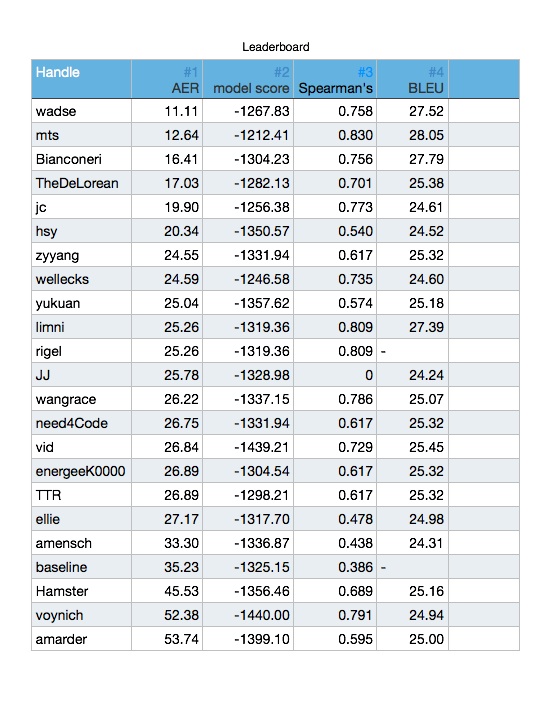 Leaderboard
Handle #1 #2 #3 #4
AER model score Spearman's BLEU
wadse 11.11 -1267.83 0.758 27.52
mts 12.64 -1212.41 0.830 28.05
Bianconeri 16.41 -1304.23 0.756 27.79
TheDeLorean 17.03 -1282.13 0.701 25.38
jc 19.90 -1256.38 0.773 24.61
hsy 20.34 -1350.57 0.540 24.52
zyyang 24.55 -1331.94 0.617 25.32
wellecks 24.59 -1246.58 0.735 24.60
yukuan 25.04 -1357.62 0.574 25.18
limni 25.26 -1319.36 0.809 27.39
rigel 25.26 -1319.36 0.809 -
JJ 25.78 -1328.98 0 24.24
wangrace 26.22 -1337.15 0.786 25.07
need4Code 26.75 -1331.94 0.617 25.32
vid 26.84 -1439.21 0.729 25.45
energeeK0000 26.89 -1304.54 0.617 25.32
TTR 26.89 -1298.21 0.617 25.32
ellie 27.17 -1317.70 0.478 24.98
amensch 33.30 -1336.87 0.438 24.31
baseline 35.23 -1325.15 0.386 -
Hamster 45.53 -1356.46 0.689 25.16
voynich 52.38 -1440.00 0.791 24.94
amarder 53.74 -1399.10 0.595 25.00